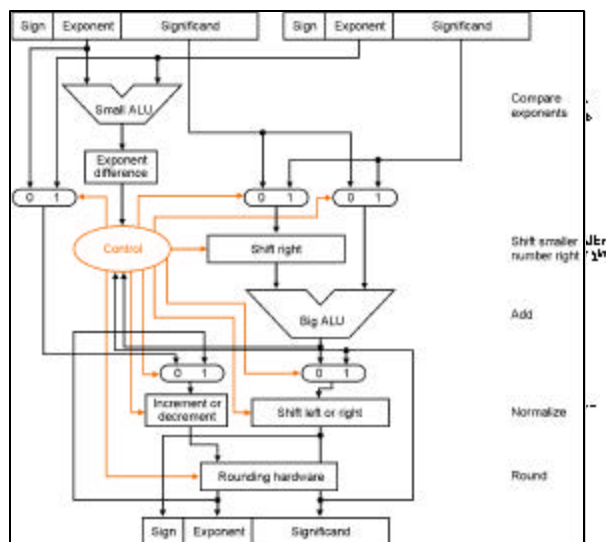 Sign Exponent Significand Sign Exponent Significand
Small ALU
Compare
exponents
Exponent
difference
0 1 0 1 0 1
Control
Shift right
Shift smaller
number right
Big ALU
Add
0 1 0 1
Increment or
decrement
Shift left or right
Normalize
Rounding hardware
Round
Sign Exponent Significand